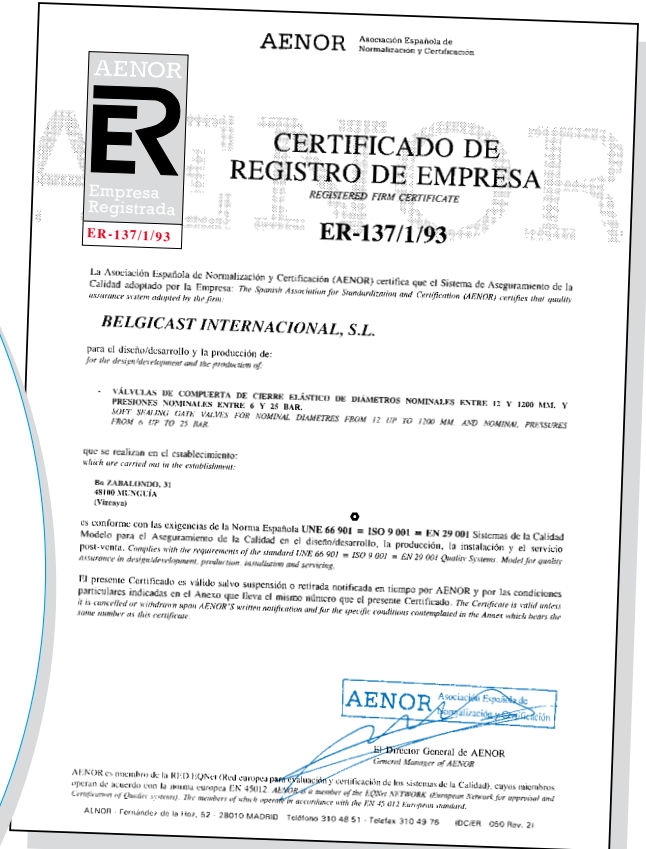 AENOR Asociación Española de
Normalización y Certificación
AENOR
ER
Empresa
Registrada
ER-137/1/93
AENOR
CERTIFICADO DE
REGISTRO DE EMPRESA
REGISTERED FIRM CERTIFICATE
ER-137/1/93
La Asociación Española de Normalización y Certificación (AENOR) certifica que el Sistema de Aseguramiento de la
Calidad adoptado por la Empresa: The Spanish Association for Standardization and Certification (AENOR) certifies that quality
assurance system adopted by the firm:
BELGICAST INTERNACIONAL, S.L.
para el diseño/desarrollo y la producción de:
for the design/development and the production of:
- VÁLVULAS DE COMPUERTA DE CIERRE ELÁSTICO DE DIÁMETROS NOMINALES ENTRE 12 Y 1200 MM. Y
PRESIONES NOMINALES ENTRE 6 Y 25 BAR.
SOFT SEALING GATE VALVES FOR NOMINAL DIAMETRES FROM 12 UP TO 1200 MM. AND NOMINAL PRESSURES
FROM 6 UP TO 25 BAR.
que se realizan en el establecimiento:
which are carried out in the establishment:
Bo ZABALONDO, 31
48100 MUNGUÍA
(Vizcaya)
es conforme con las exigencias de la Norma Española UNE 66 901 = ISO 9 001 = EN 29 001 Sistemas de la Calidad
Modelo para el Aseguramiento de la Calidad en el diseño/desarrollo, la producción, la instalación y el servicio
post-venta. Complies with the requirements of the standard UNE 66 901 = ISO 9 001 = EN 29 001 Quality Systems. Model for quality
assurance in design/development, production, installation and servicing.
El presente Certificado es válido salvo suspensión o retirada notificada en tiempo por AENOR y por las condiciones
particulares indicadas en el Anexo que lleva el mismo número que el presente Certificado. The Certificate is valid unless
it is cancelled or withdrawn upon AENOR'S written notification and for the specific conditions contemplated in the Annex which bears the
same number as this certificate.
AENOR Asociación Española de
Normalización y Certificación
El Director General de AENOR
General Manager of AENOR
AENOR es miembro de la RED EQNet (Red europea para evaluación y certificación de los sistemas de la Calidad), cuyos miembros
operan de acuerdo con la norma europea EN 45012. AENOR is a member of the EQNet NETWORK (European Network for appraisal and
Certification of Quality systems). The members of which operate in accordance with the EN 45 012 European standard.
AENOR - Fernández de la Hoz, 52 - 28010 MADRID Teléfono 310 48 51 - Telefax 310 49 76 IDC/ER 050 Rev. 2